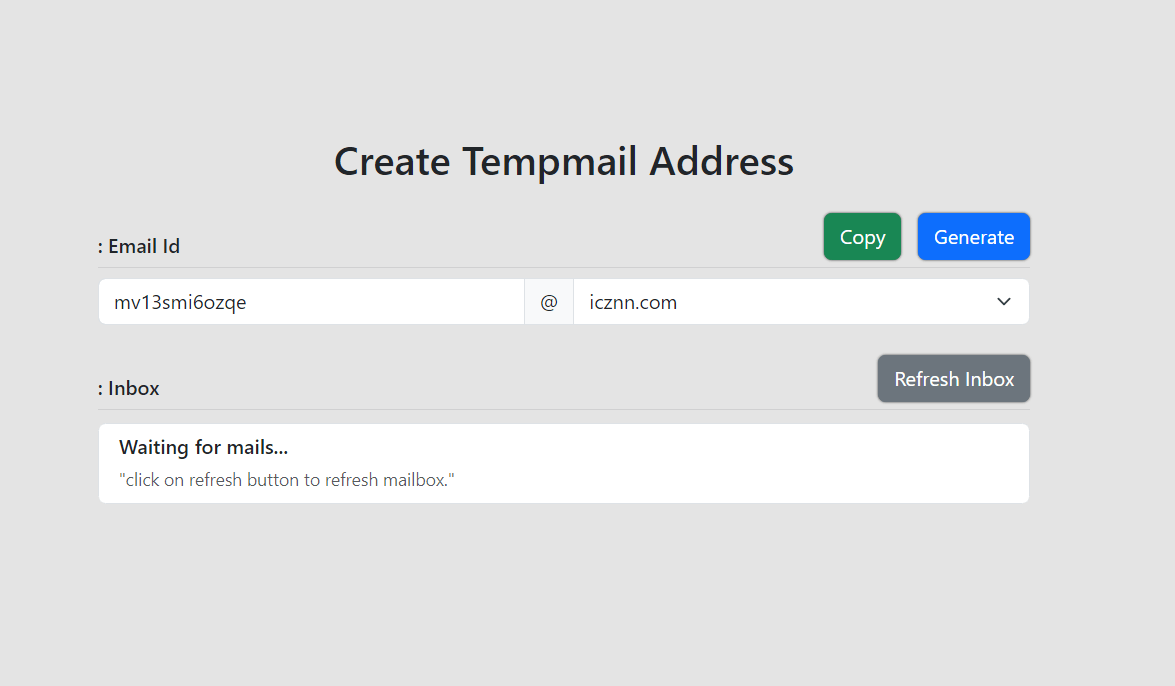 Create Tempmail Address
: Email Id
Copy
Generate
mv13smi6ozqe
@
icznn.com
: Inbox
Refresh Inbox
Waiting for mails...
"click on refresh button to refresh mailbox."